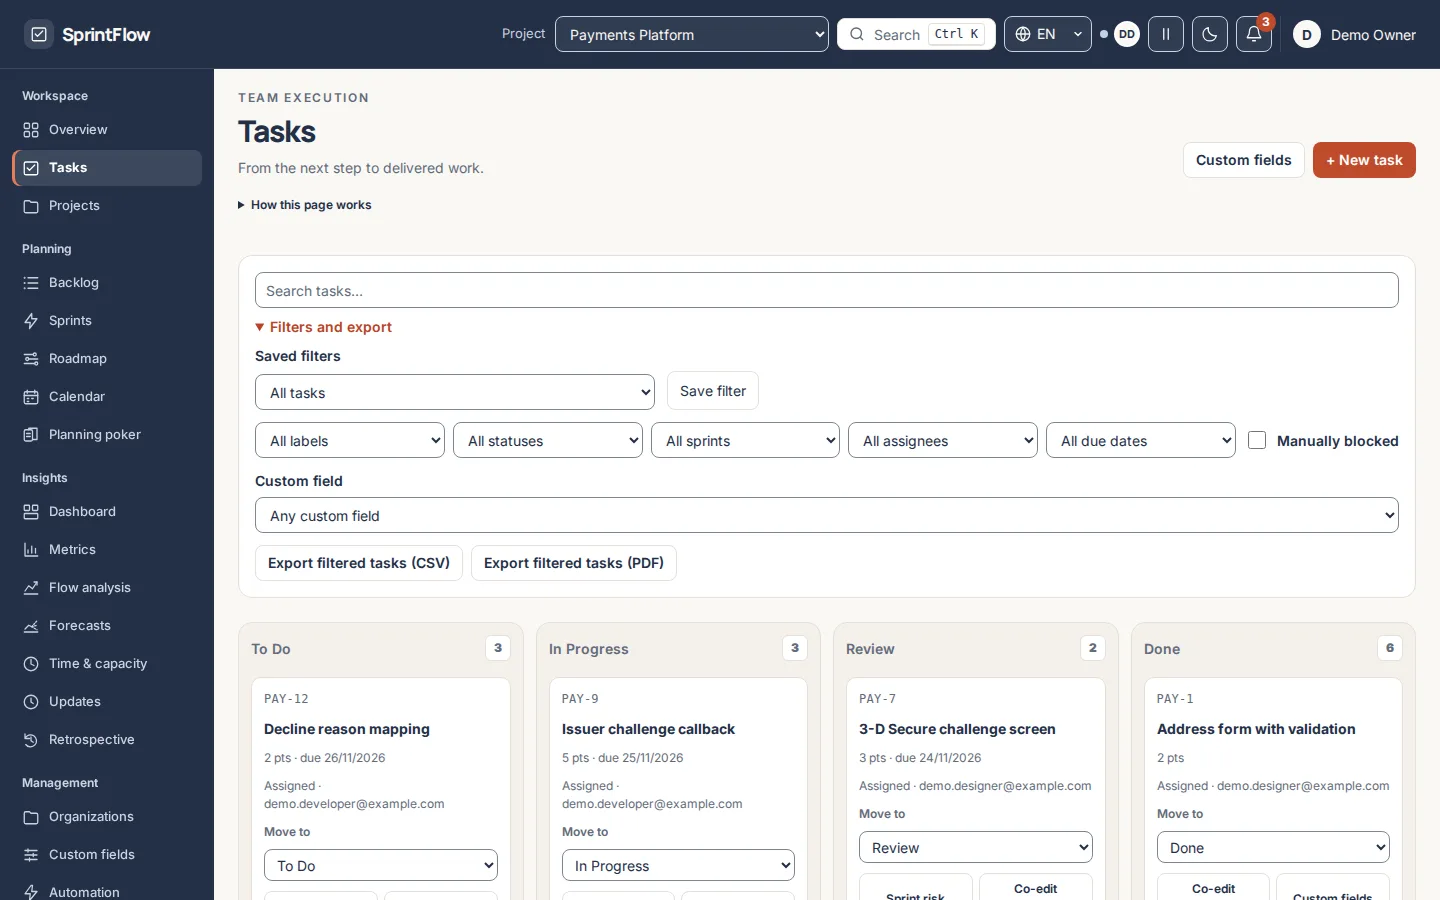 SprintFlow
Project
Payments Platform
Search
Ctrl K
EN
DD
3
D
Demo Owner
Workspace
Overview
Tasks
Projects
Planning
Backlog
Sprints
Roadmap
Calendar
Planning poker
Insights
Dashboard
Metrics
Flow analysis
Forecasts
Time & capacity
Updates
Retrospective
Management
Organizations
Custom fields
Automation
TEAM EXECUTION
Tasks
From the next step to delivered work.
How this page works
Custom fields
+ New task
Search tasks...
Filters and export
Saved filters
All tasks
Save filter
All labels
All statuses
All sprints
All assignees
All due dates
Manually blocked
Custom field
Any custom field
Export filtered tasks (CSV)
Export filtered tasks (PDF)
To Do
3
PAY-12
Decline reason mapping
2 pts · due 26/11/2026
Assigned ·
demo.developer@example.com
Move to
To Do
In Progress
3
PAY-9
Issuer challenge callback
5 pts · due 25/11/2026
Assigned ·
demo.developer@example.com
Move to
In Progress
Review
2
PAY-7
3-D Secure challenge screen
3 pts · due 24/11/2026
Assigned · demo.designer@example.com
Move to
Review
Sprint risk
Co-edit
Done
6
PAY-1
Address form with validation
2 pts
Assigned · demo.designer@example.com
Move to
Done
Co-edit
Custom fields